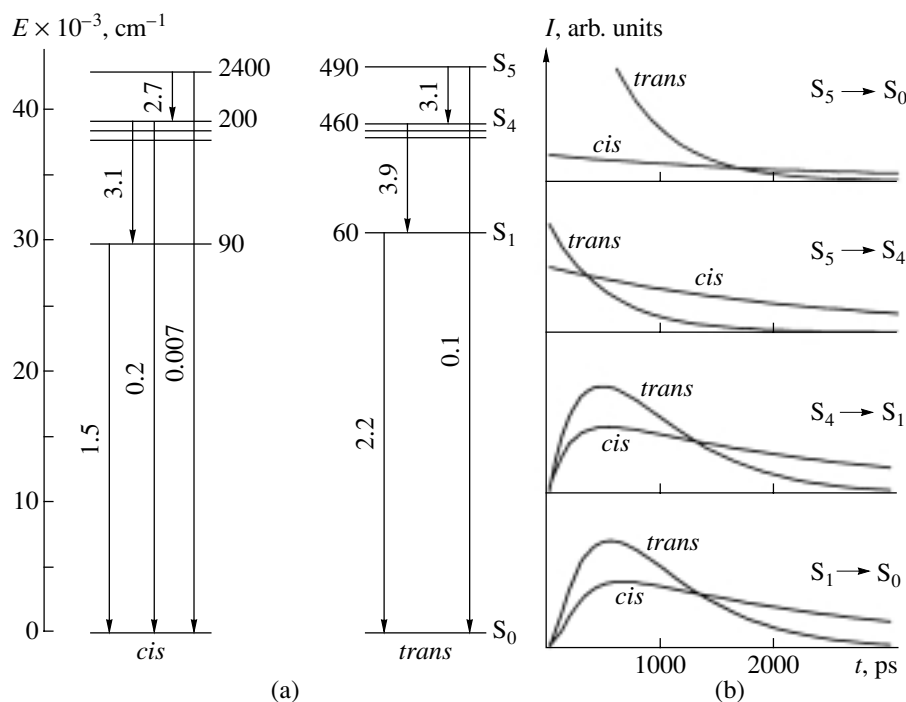 E × 10⁻³, cm⁻¹
40
30
20
10
0
2400
200
90
2.7
3.1
1.5
0.2
0.007
cis
490
460
60
S₅
S₄
S₁
S₀
3.1
3.9
2.2
0.1
trans
(a)
I, arb. units
trans
cis
S₅ → S₀
trans
cis
S₅ → S₄
1000 2000
trans
cis
S₄ → S₁
trans
cis
S₁ → S₀
1000 2000 t, ps
(b)